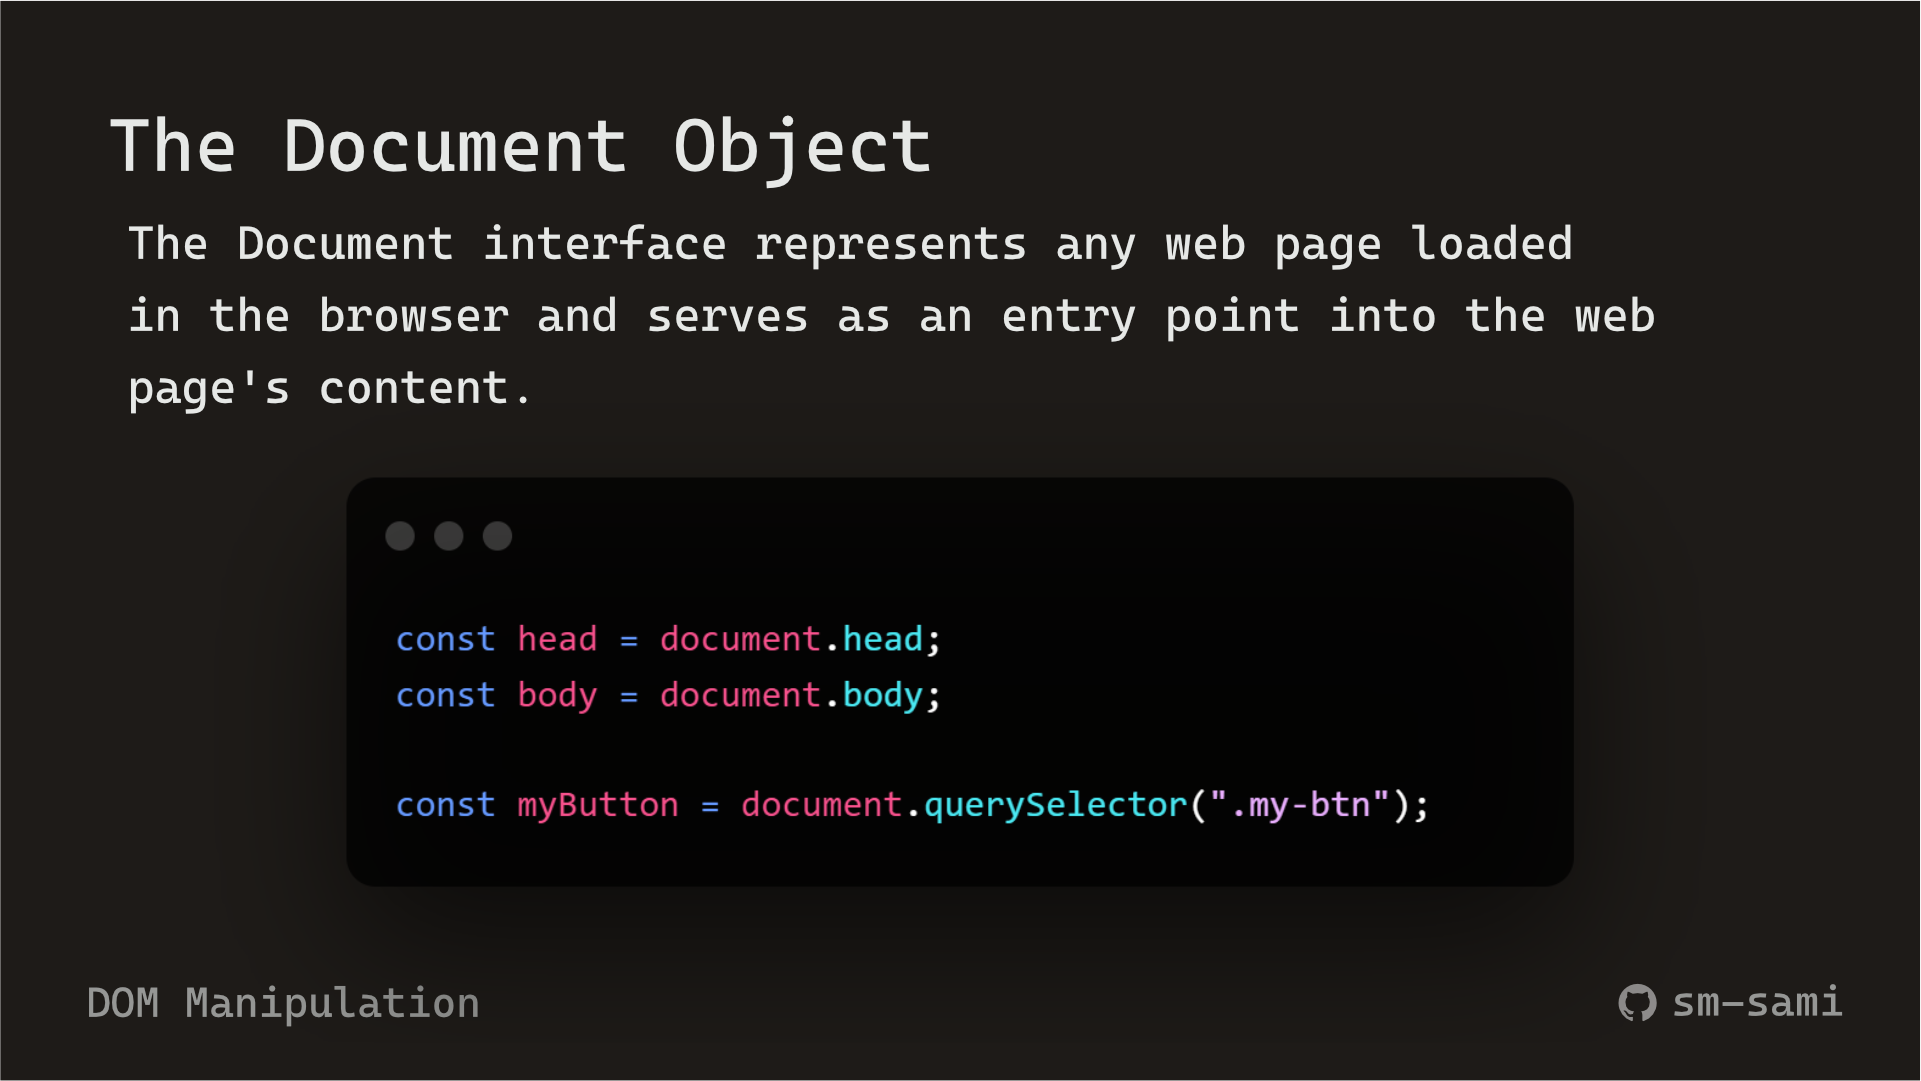 The Document Object
The Document interface represents any web page loaded
in the browser and serves as an entry point into the web
page's content.
const head = document.head;
const body = document.body;
const myButton = document.querySelector(".my-btn");
DOM Manipulation
sm-sami